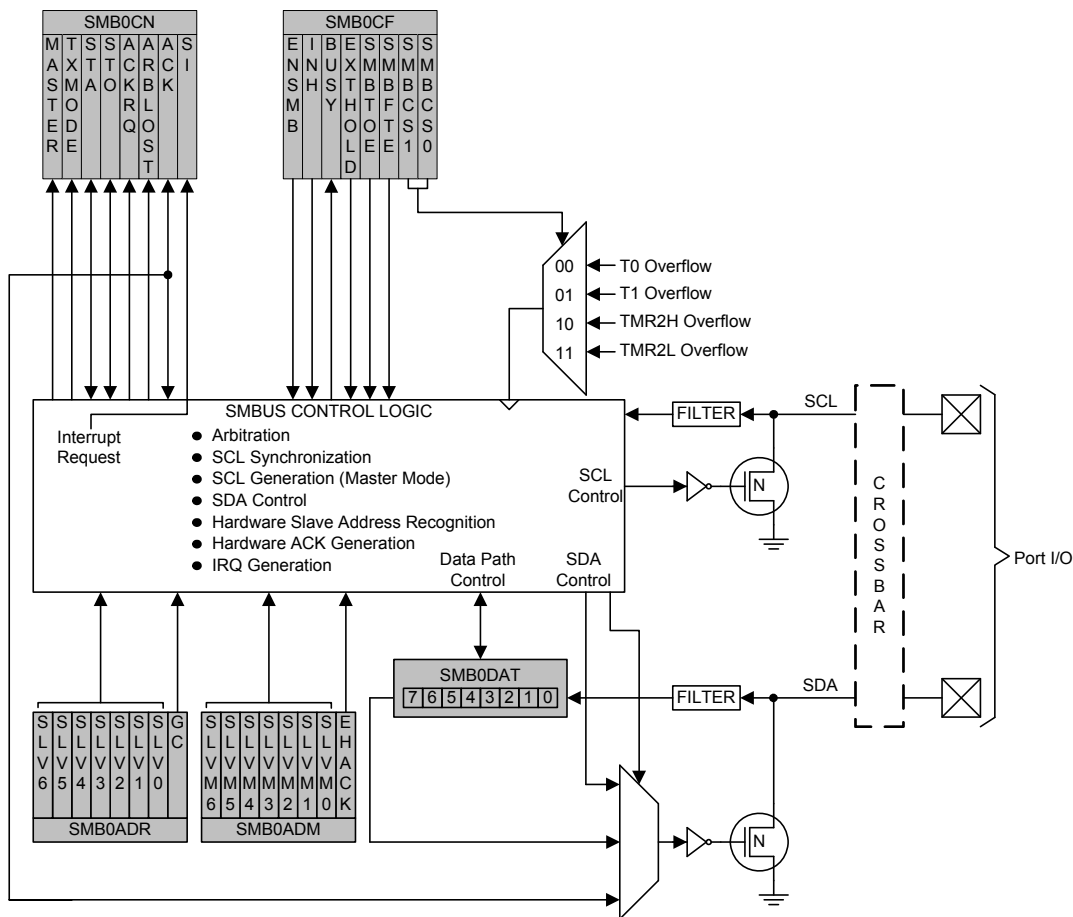 SMB0CN
MASTER
TXMODE
STA
STO
ACKRQ
ARBLOST
ACK
SI
SMB0CF
ENSMB
INH
BUSY
EXTHOLD
SMBTOE
SMBFTE
SMBCS1
SMBCS0
00
01
10
11
T0 Overflow
T1 Overflow
TMR2H Overflow
TMR2L Overflow
SMBUS CONTROL LOGIC
Interrupt
Request
● Arbitration
● SCL Synchronization
● SCL Generation (Master Mode)
● SDA Control
● Hardware Slave Address Recognition
● Hardware ACK Generation
● IRQ Generation
Data Path
Control
SCL
Control
SDA
Control
FILTER
SCL
N
CROSSBAR
Port I/O
SMB0DAT
7 6 5 4 3 2 1 0
FILTER
SDA
N
SLV6
SLV5
SLV4
SLV3
SLV2
SLV1
SLV0
GC
SMB0ADR
SLVM6
SLVM5
SLVM4
SLVM3
SLVM2
SLVM1
SLVM0
EHACK
SMB0ADM